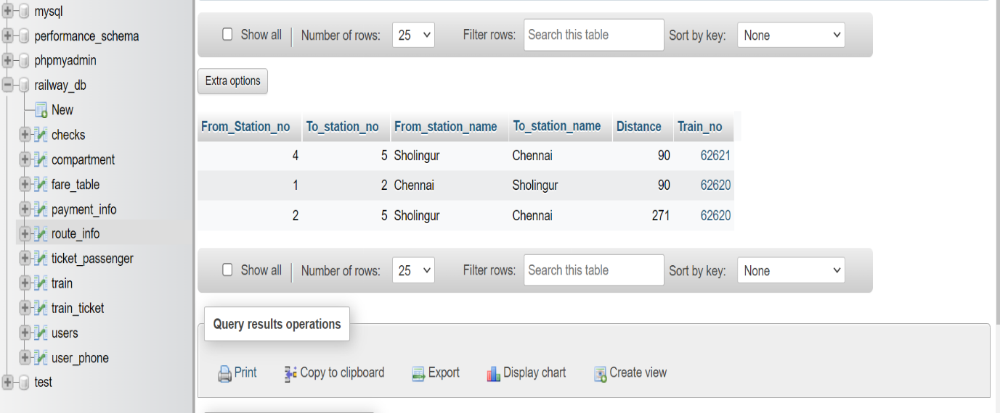 mysql
performance_schema
phpmyadmin
railway_db
New
checks
compartment
fare_table
payment_info
route_info
ticket_passenger
train
train_ticket
users
user_phone
test
Show all Number of rows: 25 Filter rows: Search this table Sort by key: None
Extra options
From_Station_no To_station_no From_station_name To_station_name Distance Train_no
4 5 Sholingur Chennai 90 62621
1 2 Chennai Sholingur 90 62620
2 5 Sholingur Chennai 271 62620
Show all Number of rows: 25 Filter rows: Search this table Sort by key: None
Query results operations
Print Copy to clipboard Export Display chart Create view